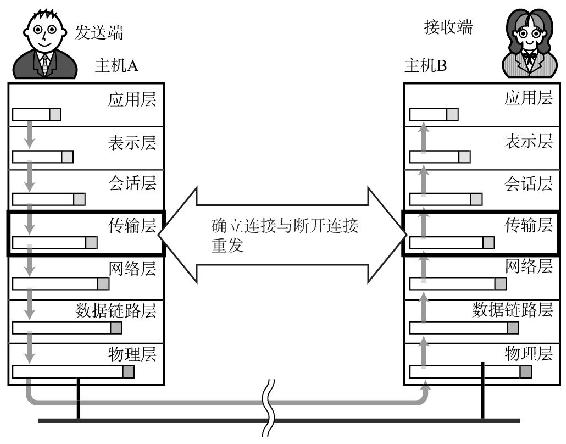 发送端
主机A
应用层
表示层
会话层
传输层
网络层
数据链路层
物理层
确立连接与断开连接
重发
接收端
主机B
应用层
表示层
会话层
传输层
网络层
数据链路层
物理层